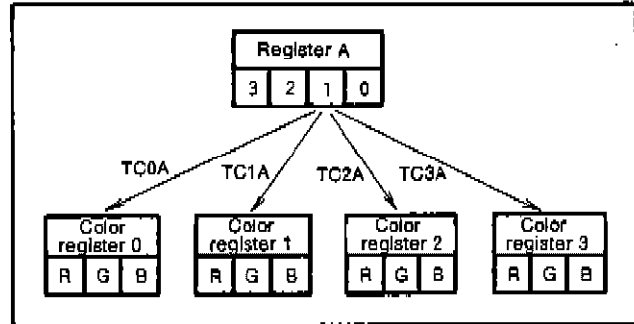 Register A
3 2 1 0
TC0A TC1A TC2A TC3A
Color register 0
Color register 1
Color register 2
Color register 3
R G B
R G B
R G B
R G B